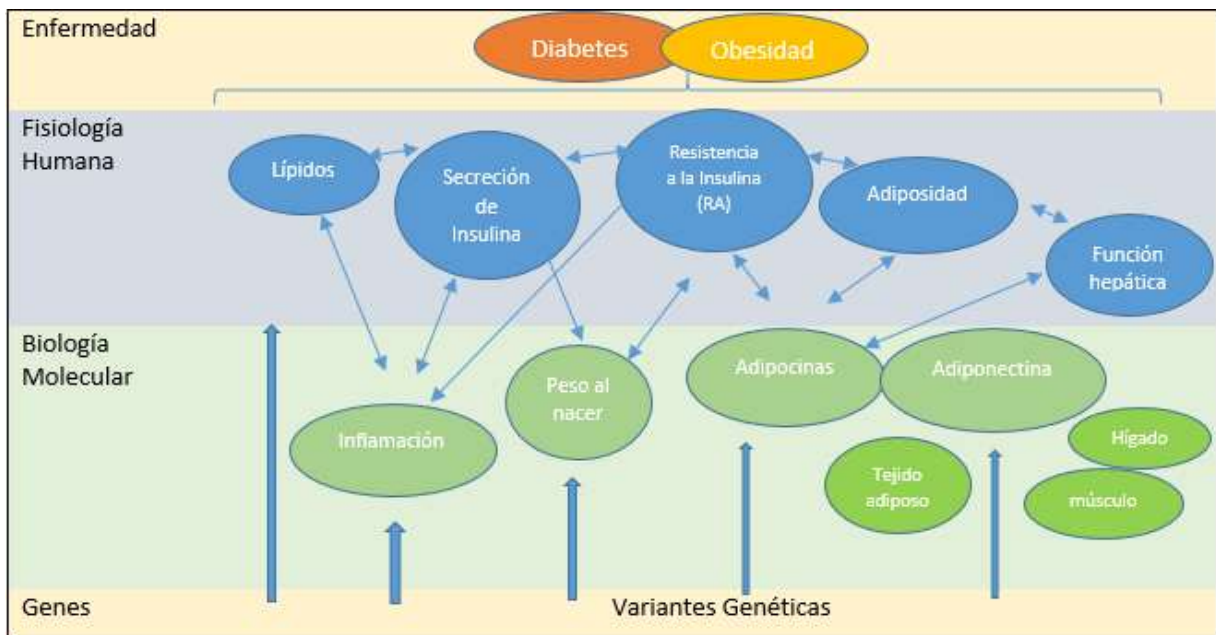 Enfermedad
Diabetes
Obesidad
Fisiología
Humana
Lípidos
Secreción
de
Insulina
Resistencia
a la Insulina
(RA)
Adiposidad
Función
hepática
Biología
Molecular
Inflamación
Peso al
nacer
Adipocinas
Adiponectina
Hígado
Tejido
adiposo
músculo
Genes
Variantes Genéticas